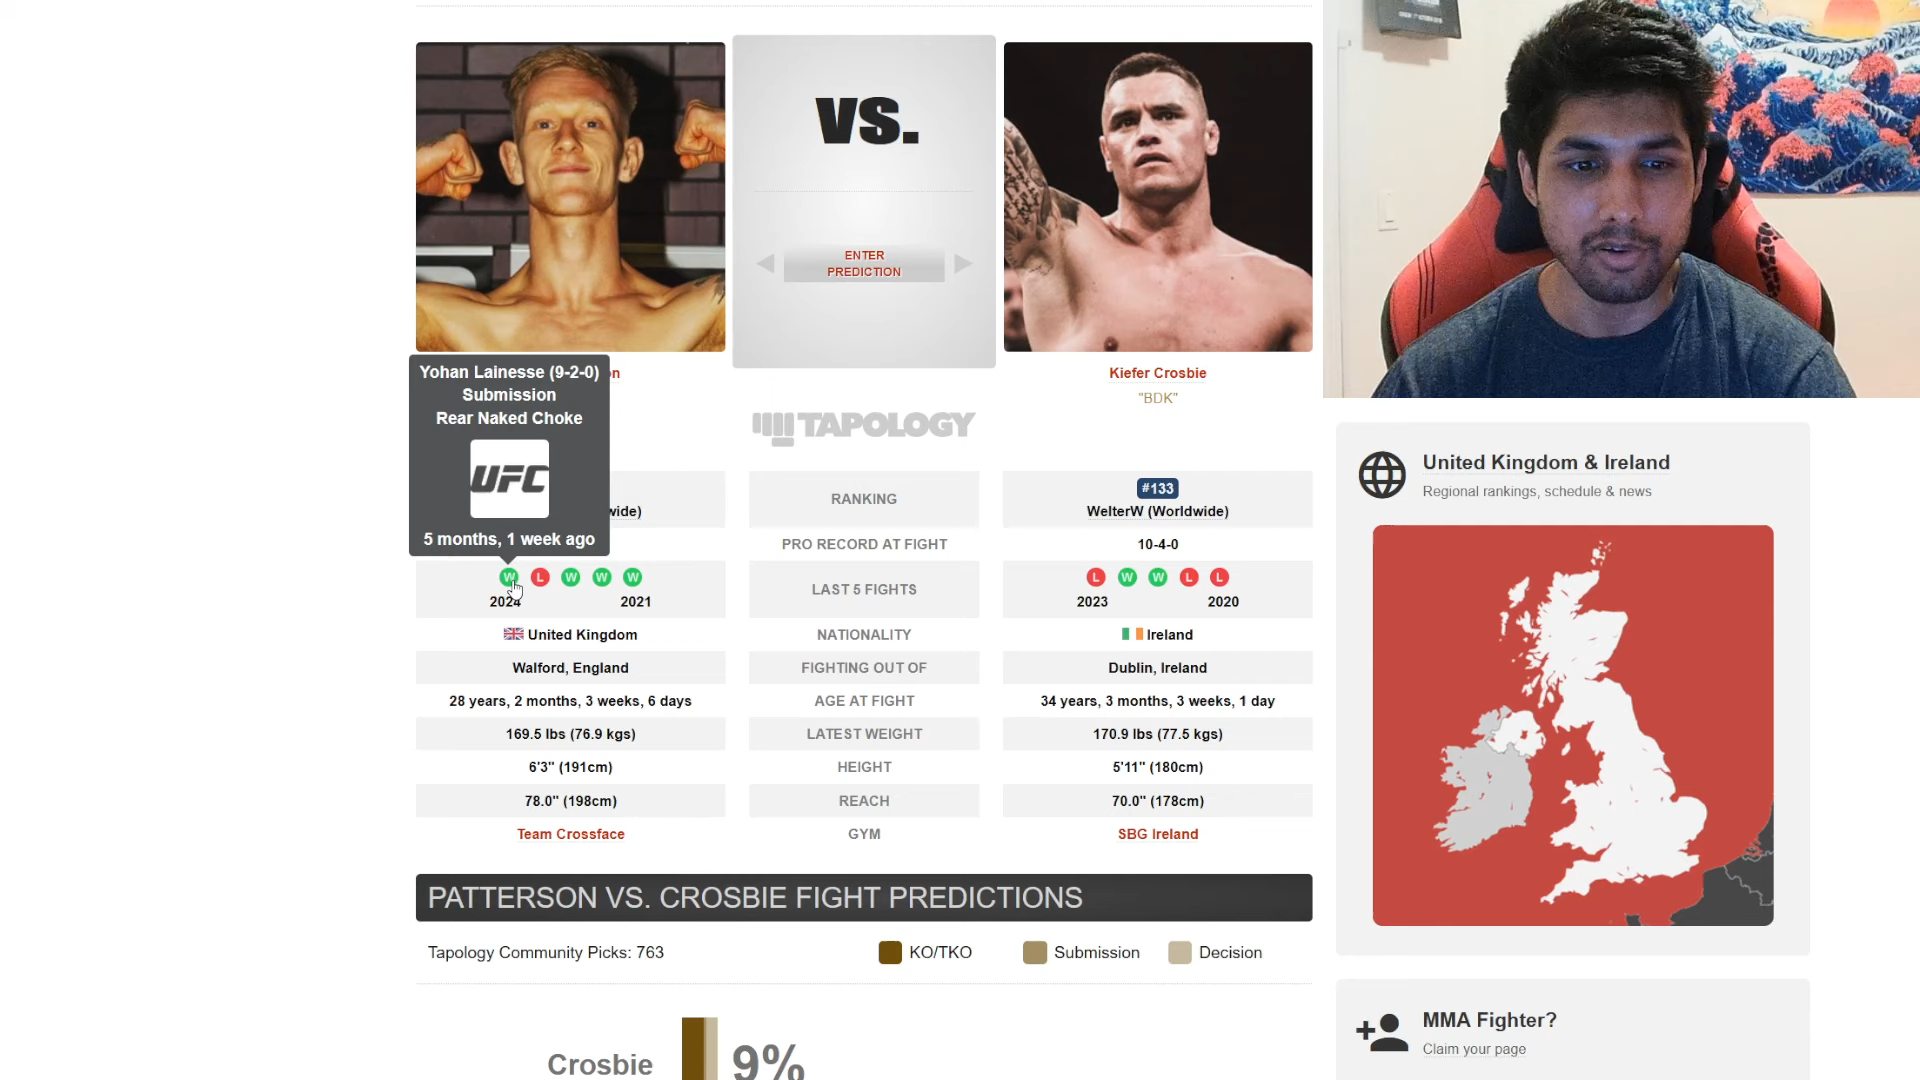 VS.
ENTER
PREDICTION
Yohan Lainesse (9-2-0)
Submission
Rear Naked Choke
UFC
5 months, 1 week ago
on
Kiefer Crosbie
"BDK"
TAPOLOGY
wide)
RANKING
#133
WelterW (Worldwide)
PRO RECORD AT FIGHT
10-4-0
W L W W W
LAST 5 FIGHTS
L W W L L
2024
2021
2023
2020
United Kingdom
NATIONALITY
Ireland
Walford, England
FIGHTING OUT OF
Dublin, Ireland
28 years, 2 months, 3 weeks, 6 days
AGE AT FIGHT
34 years, 3 months, 3 weeks, 1 day
169.5 lbs (76.9 kgs)
LATEST WEIGHT
170.9 lbs (77.5 kgs)
6'3" (191cm)
HEIGHT
5'11" (180cm)
78.0" (198cm)
REACH
70.0" (178cm)
Team Crossface
GYM
SBG Ireland
PATTERSON VS. CROSBIE FIGHT PREDICTIONS
Tapology Community Picks: 763
KO/TKO
Submission
Decision
Crosbie
9%
United Kingdom & Ireland
Regional rankings, schedule & news
MMA Fighter?
Claim your page